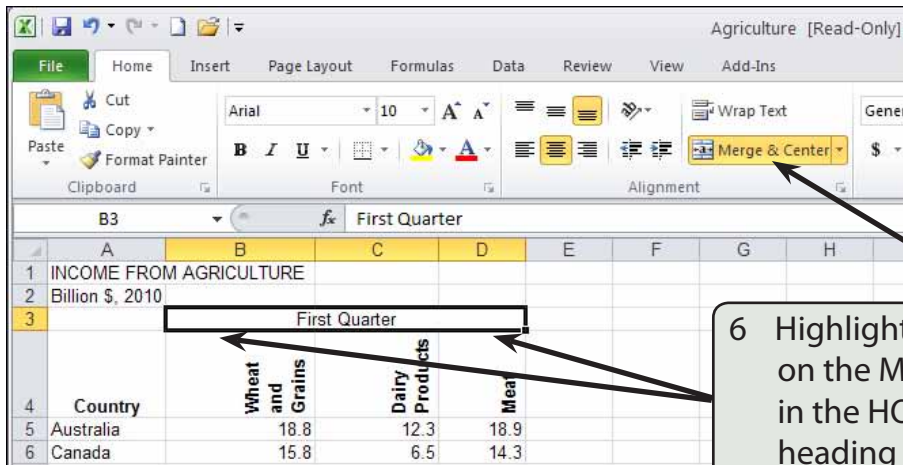 Agriculture [Read-Only]
File Home Insert Page Layout Formulas Data Review View Add-Ins
Cut
Copy
Paste
Format Painter
Clipboard
Arial 10 A A
B I U A
Font
Wrap Text
Merge & Center
Alignment
Gener
$
B3 fx First Quarter
A B C D E F G H
1 INCOME FROM AGRICULTURE
2 Billion $, 2010
3 First Quarter
4 Country Wheat and Grains Dairy Products Meat
5 Australia 18.8 12.3 18.9
6 Canada 15.8 6.5 14.3
6 Highlight
on the M
in the HO
heading